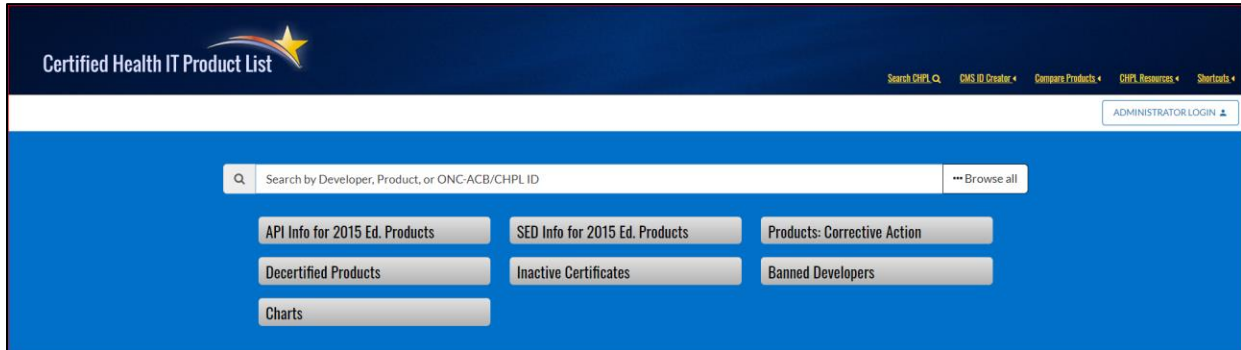 Certified Health IT Product List
Search CHPL CMS ID Creator Compare Products CHPL Resources Shortcuts
ADMINISTRATOR LOGIN
Search by Developer, Product, or ONC-ACB/CHPL ID ••• Browse all
API Info for 2015 Ed. Products SED Info for 2015 Ed. Products Products: Corrective Action
Decertified Products Inactive Certificates Banned Developers
Charts